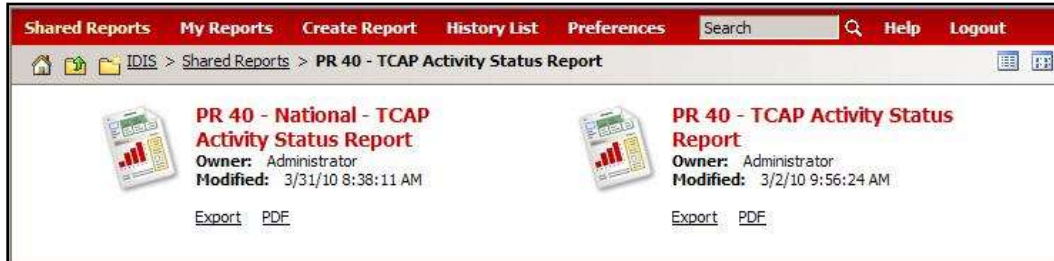 Shared Reports My Reports Create Report History List Preferences Search Help Logout
IDIS > Shared Reports > PR 40 - TCAP Activity Status Report
PR 40 - National - TCAP
Activity Status Report
Owner: Administrator
Modified: 3/31/10 8:38:11 AM
Export PDF
PR 40 - TCAP Activity Status
Report
Owner: Administrator
Modified: 3/2/10 9:56:24 AM
Export PDF